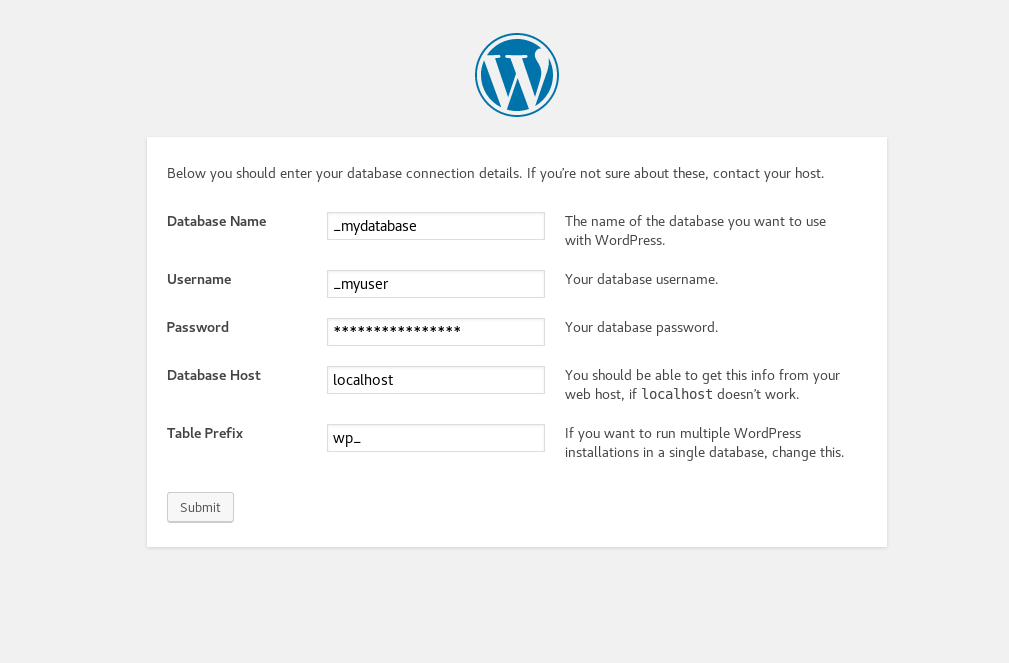 Below you should enter your database connection details. If you’re not sure about these, contact your host.
Database Name
_mydatabase
The name of the database you want to use
with WordPress.
Username
_myuser
Your database username.
Password
****************
Your database password.
Database Host
localhost
You should be able to get this info from your
web host, if localhost doesn’t work.
Table Prefix
wp_
If you want to run multiple WordPress
installations in a single database, change this.
Submit